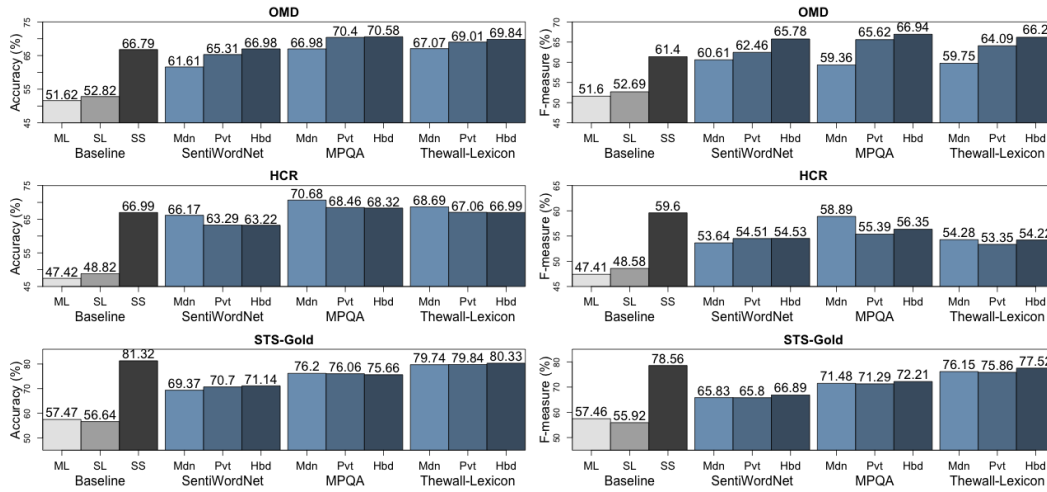 OMD
Accuracy (%)
45 55 65 75
51.62 52.82 66.79 61.61 65.31 66.98 66.98 70.4 70.58 67.07 69.01 69.84
ML SL SS Mdn Pvt Hbd Mdn Pvt Hbd Mdn Pvt Hbd
Baseline SentiWordNet MPQA Thewall-Lexicon
OMD
F-measure (%)
45 50 55 60 65 70
51.6 52.69 61.4 60.61 62.46 65.78 59.36 65.62 66.94 59.75 64.09 66.2
ML SL SS Mdn Pvt Hbd Mdn Pvt Hbd Mdn Pvt Hbd
Baseline SentiWordNet MPQA Thewall-Lexicon
HCR
Accuracy (%)
45 55 65 75
47.42 48.82 66.99 66.17 63.29 63.22 70.68 68.46 68.32 68.69 67.06 66.99
ML SL SS Mdn Pvt Hbd Mdn Pvt Hbd Mdn Pvt Hbd
Baseline SentiWordNet MPQA Thewall-Lexicon
HCR
F-measure (%)
45 50 55 60 65
47.41 48.58 59.6 53.64 54.51 54.53 58.89 55.39 56.35 54.28 53.35 54.22
ML SL SS Mdn Pvt Hbd Mdn Pvt Hbd Mdn Pvt Hbd
Baseline SentiWordNet MPQA Thewall-Lexicon
STS-Gold
Accuracy (%)
50 60 70 80
57.47 56.64 81.32 69.37 70.7 71.14 76.2 76.06 75.66 79.74 79.84 80.33
ML SL SS Mdn Pvt Hbd Mdn Pvt Hbd Mdn Pvt Hbd
Baseline SentiWordNet MPQA Thewall-Lexicon
STS-Gold
F-measure (%)
50 60 70 80
57.46 55.92 78.56 65.83 65.8 66.89 71.48 71.29 72.21 76.15 75.86 77.52
ML SL SS Mdn Pvt Hbd Mdn Pvt Hbd Mdn Pvt Hbd
Baseline SentiWordNet MPQA Thewall-Lexicon